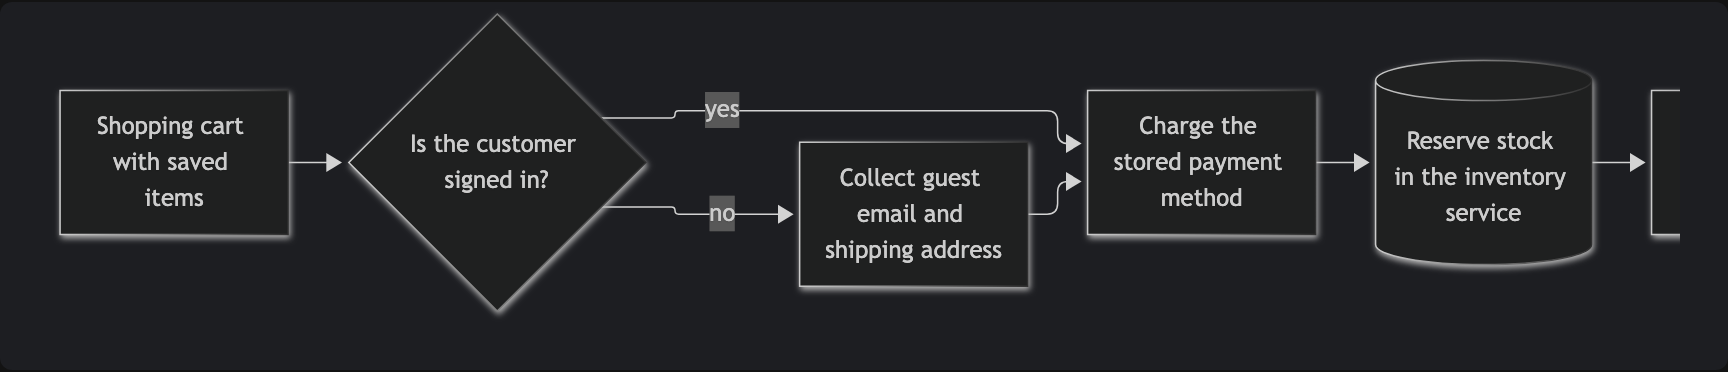 Shopping cart
with saved
items
Is the customer
signed in?
yes
no
Collect guest
email and
shipping address
Charge the
stored payment
method
Reserve stock
in the inventory
service